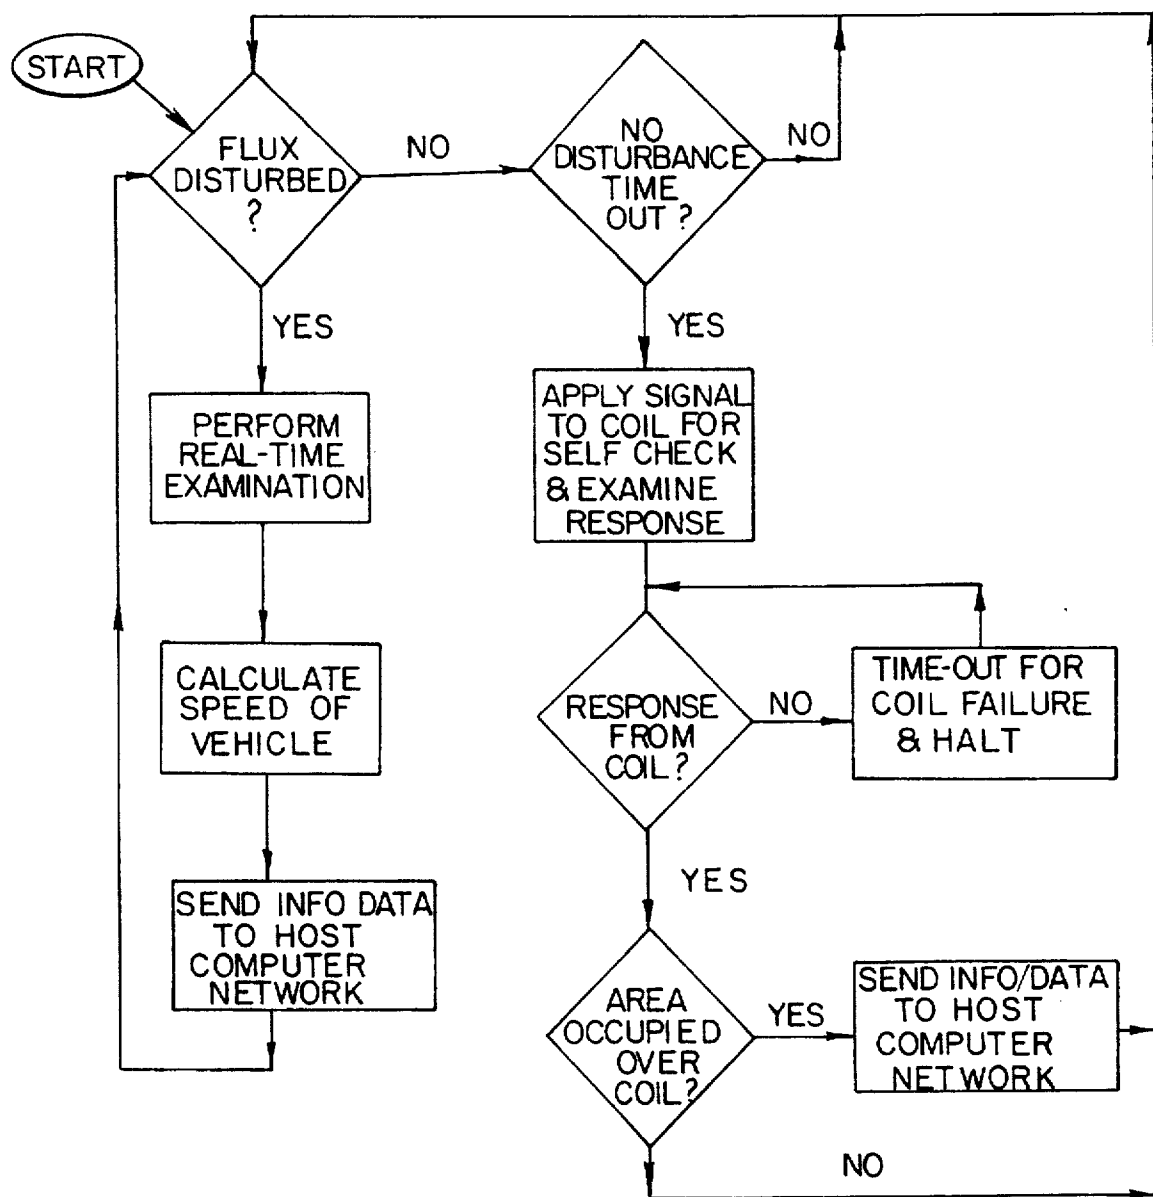 START
FLUX
DISTURBED
?
NO
NO
DISTURBANCE
TIME
OUT ?
NO
YES
YES
PERFORM
REAL-TIME
EXAMINATION
APPLY SIGNAL
TO COIL FOR
SELF CHECK
& EXAMINE
RESPONSE
CALCULATE
SPEED OF
VEHICLE
RESPONSE
FROM
COIL?
NO
TIME-OUT FOR
COIL FAILURE
& HALT
YES
SEND INFO DATA
TO HOST
COMPUTER
NETWORK
AREA
OCCUPIED
OVER
COIL?
YES
SEND INFO/DATA
TO HOST
COMPUTER
NETWORK
NO